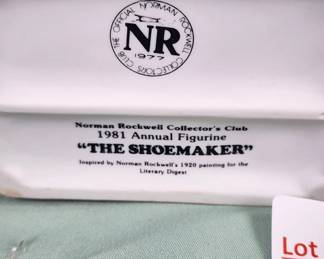 THE OFFICIAL NORMAN ROCKWELL COLLECTOR'S CLUB
NR
1977
Norman Rockwell Collector's Club
1981 Annual Figurine
"THE SHOEMAKER"
Inspired by Norman Rockwell's 1920 painting for the
Literary Digest
Lot